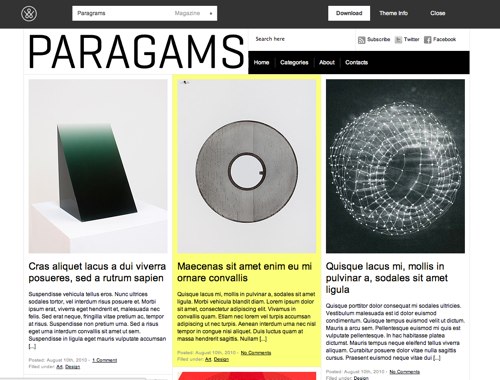 Paragrams
Magazine
Download
Theme Info
Close
PARAGAMS
Search here
Subscribe
Twitter
Facebook
Home
Categories
About
Contacts
Cras aliquet lacus a dui viverra
posueres, sed a rutrum sapien
Suspendisse vehicula tellus eros. Nunc ultrices
sodales tortor, vel interdum risus posuere et. Morbi
erat, viverra eget hendrerit et, malesuada nec
felis. Sed erat neque, fringilla vitae pretium ac, tempor
at risus. Suspendisse non pretium urna. Sed a risus
eget urna interdum convallis sit amet ut sem.
Suspendisse in ligula eget mauris vulputate accumsan
[...]
Posted: August 10th, 2010 - 1 Comment
Filed under: Art, Design
Maecenas sit amet enim eu mi
ornare convallis
Quisque lacus mi, mollis in pulvinar a, sodales sit amet
ligula. Morbi vehicula blandit diam. Lorem ipsum dolor
sit amet, consectetur adipiscing elit. Vivamus in
convallis quam. Etiam nec lorem vel turpis accumsan
adipiscing ut nec turpis. Aenean interdum urna nec nisl
tempor in congue nisi aliquet. Duis luctus quam at
massa hendrerit sagittis. Nullam [...]
Posted: August 10th, 2010 - No Comments
Filed under: Art, Design
Quisque lacus mi, mollis in
pulvinar a, sodales sit amet
ligula
Quisque porttitor dolor consequat mi sodales ultricies.
Vestibulum malesuada est id dolor euismod
condimentum. Quisque tempus euismod velit ut dictum.
Mauris a arcu sem. Pellentesque euismod mi quis est
vulputate pellentesque. In hac habitasse platea
dictumst. Mauris tempus neque eleifend tellus viverra
aliquam. Curabitur posuere dolor vitae nulla sagittis
cursus. Praesent euismod neque vitae dui [...]
Posted: August 10th, 2010 - No Comments
Filed under: Design